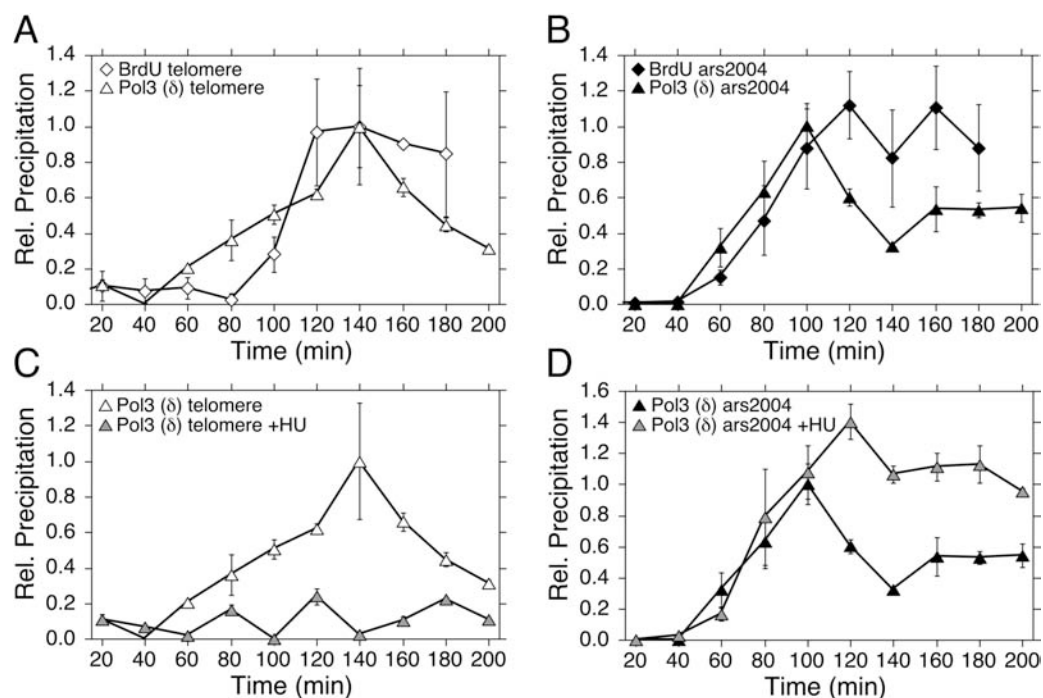 A
Rel. Precipitation
1.4
1.2
1.0
0.8
0.6
0.4
0.2
0.0
BrdU telomere
Pol3 (δ) telomere
20 40 60 80 100 120 140 160 180 200
Time (min)
B
Rel. Precipitation
1.4
1.2
1.0
0.8
0.6
0.4
0.2
0.0
BrdU ars2004
Pol3 (δ) ars2004
20 40 60 80 100 120 140 160 180 200
Time (min)
C
Rel. Precipitation
1.4
1.2
1.0
0.8
0.6
0.4
0.2
0.0
Pol3 (δ) telomere
Pol3 (δ) telomere +HU
20 40 60 80 100 120 140 160 180 200
Time (min)
D
Rel. Precipitation
1.6
1.4
1.2
1.0
0.8
0.6
0.4
0.2
0.0
Pol3 (δ) ars2004
Pol3 (δ) ars2004 +HU
20 40 60 80 100 120 140 160 180 200
Time (min)